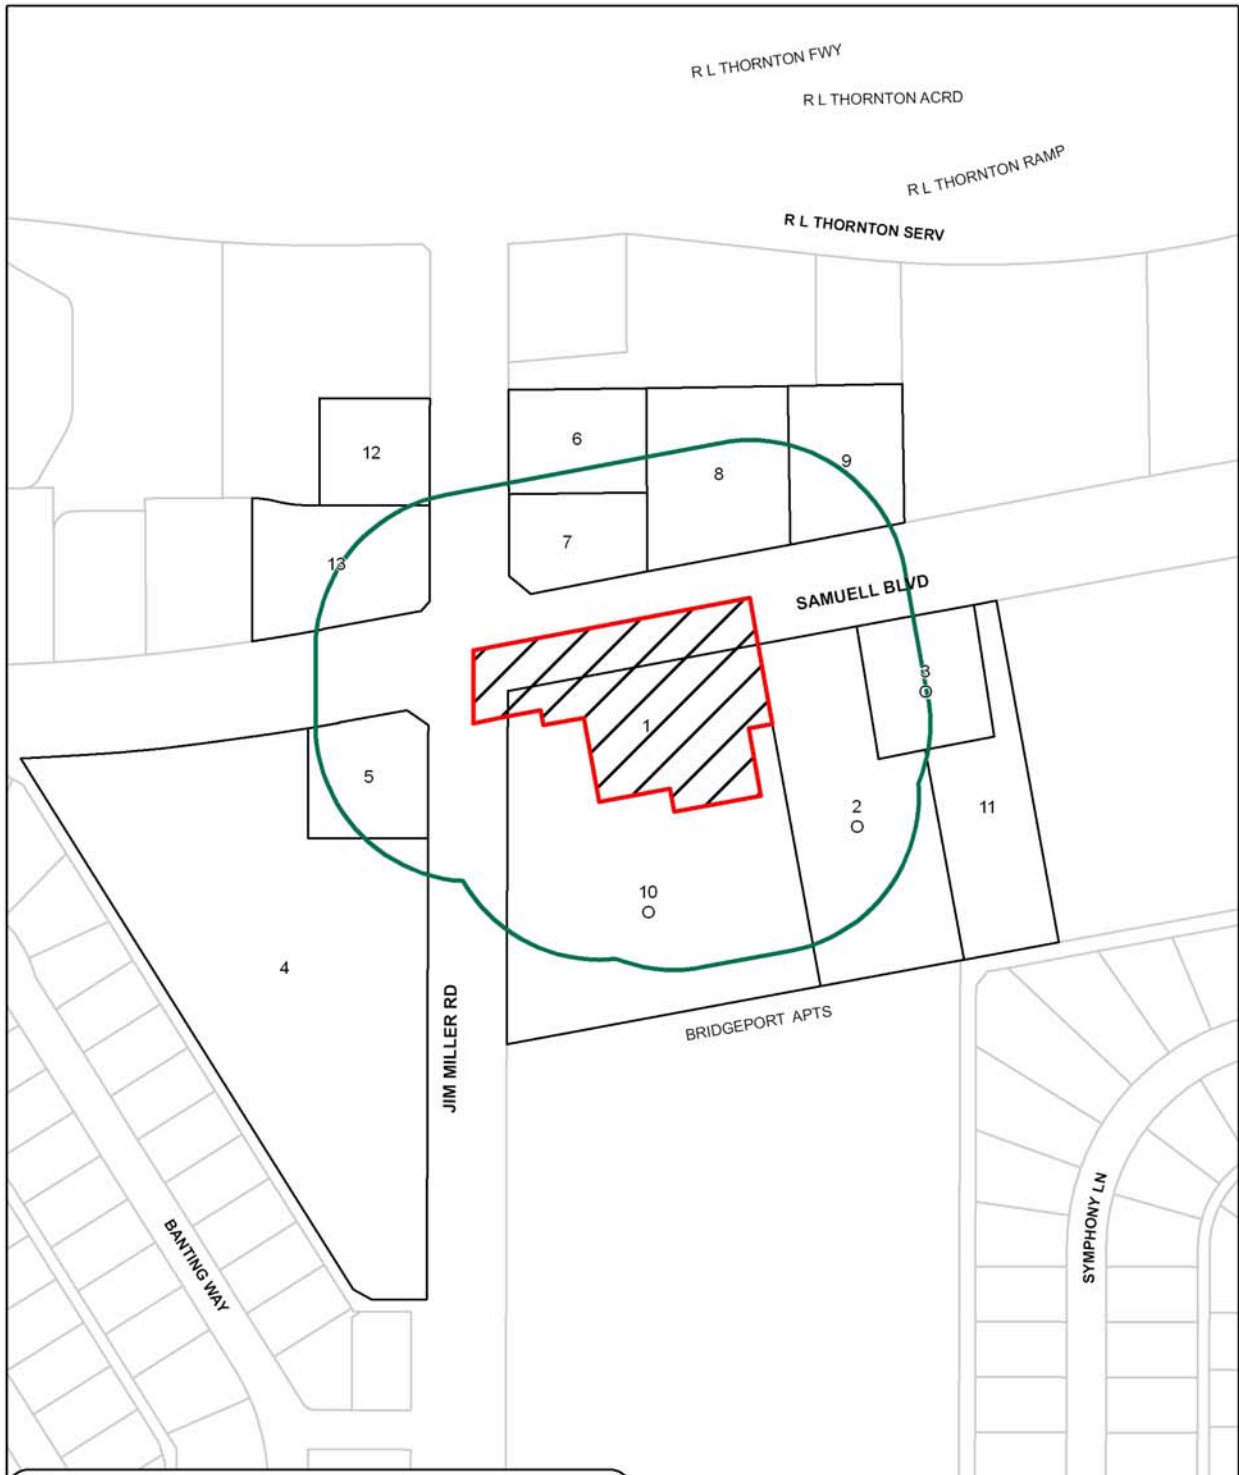 R L THORNTON FWY
R L THORNTON ACRD
R L THORNTON RAMP
R L THORNTON SERV
6
12
9
8
7
13
SAMUELL BLVD
3
1
5
2
11
10
4
JIM MILLER RD
BRIDGEPORT APTS
SYMPHONY LN
BANTING WAY